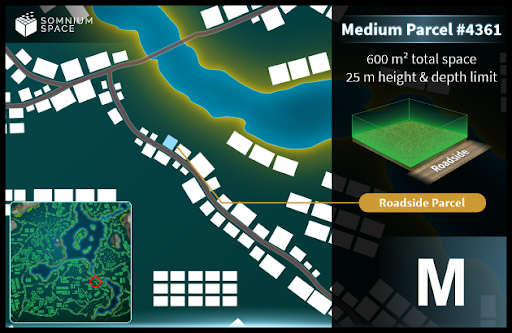 SOMNIUM
SPACE
Medium Parcel #4361
600 m² total space
25 m height & depth limit
Roadside
Roadside Parcel
M